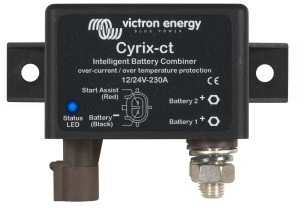 victron energy
BLUE POWER
Cyrix-ct
Intelligent Battery Combiner
over-current / over temperature protection
12/24V-230A
Start Assist
(Red)
Battery 2 +
Status
LED
Battery -
(Black)
Battery 1 +